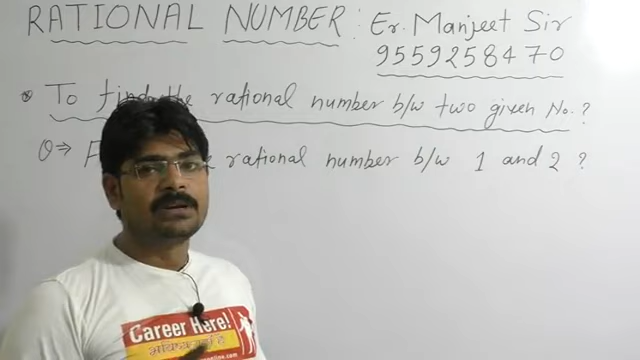 RATIONAL NUMBER : Er. Manjeet Sir
9559258470
To find the rational number b/w two given No. ?
Q ⇒ F rational number b/w 1 and 2 ?
Career Here!